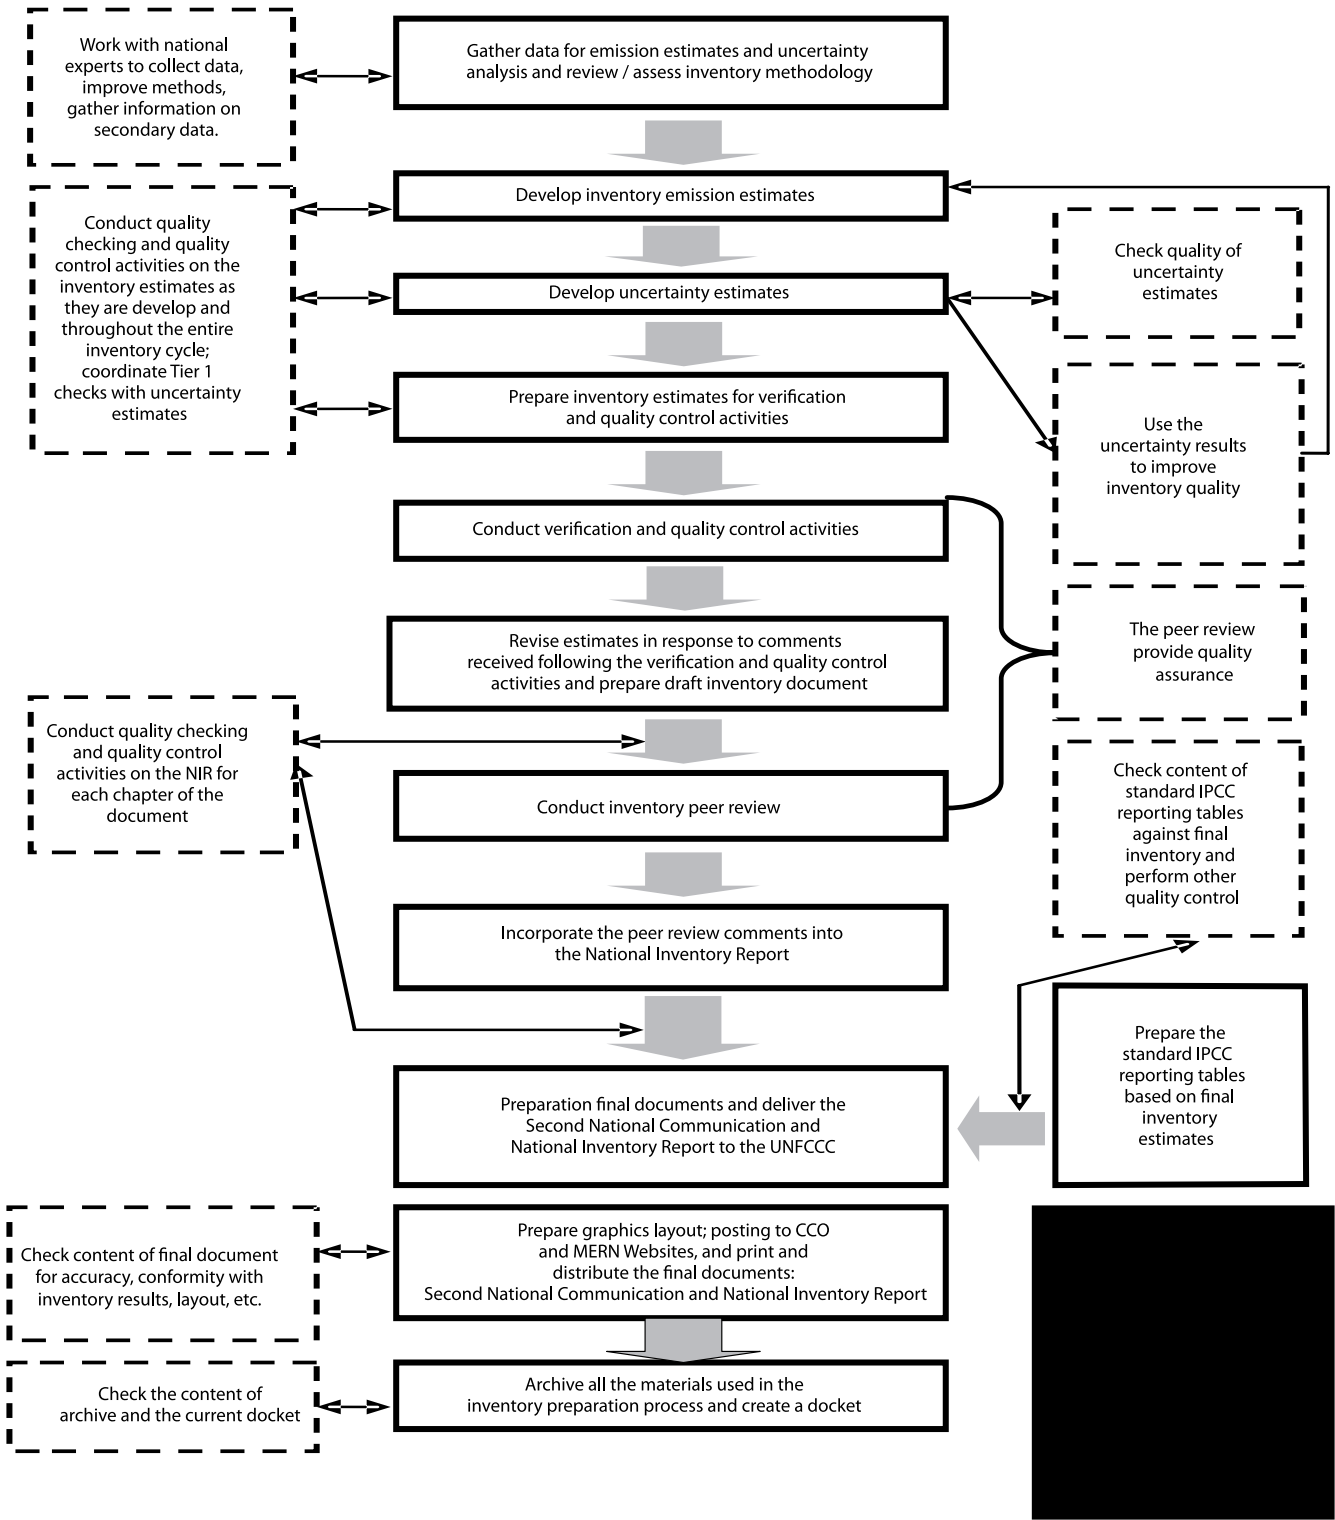 Work with national
experts to collect data,
improve methods,
gather information on
secondary data.
Gather data for emission estimates and uncertainty
analysis and review / assess inventory methodology
Develop inventory emission estimates
Conduct quality
checking and quality
control activities on the
inventory estimates as
they are develop and
throughout the entire
inventory cycle;
coordinate Tier 1
checks with uncertainty
estimates
Check quality of
uncertainty
estimates
Develop uncertainty estimates
Prepare inventory estimates for verification
and quality control activities
Use the
uncertainty results
to improve
inventory quality
Conduct verification and quality control activities
Revise estimates in response to comments
received following the verification and quality control
activities and prepare draft inventory document
The peer review
provide quality
assurance
Conduct quality checking
and quality control
activities on the NIR for
each chapter of the
document
Conduct inventory peer review
Check content of
standard IPCC
reporting tables
against final
inventory and
perform other
quality control
Incorporate the peer review comments into
the National Inventory Report
Prepare the
standard IPCC
reporting tables
based on final
inventory
estimates
Preparation final documents and deliver the
Second National Communication and
National Inventory Report to the UNFCCC
Check content of final document
for accuracy, conformity with
inventory results, layout, etc.
Prepare graphics layout; posting to CCO
and MERN Websites, and print and
distribute the final documents:
Second National Communication and National Inventory Report
Check the content of
archive and the current docket
Archive all the materials used in the
inventory preparation process and create a docket